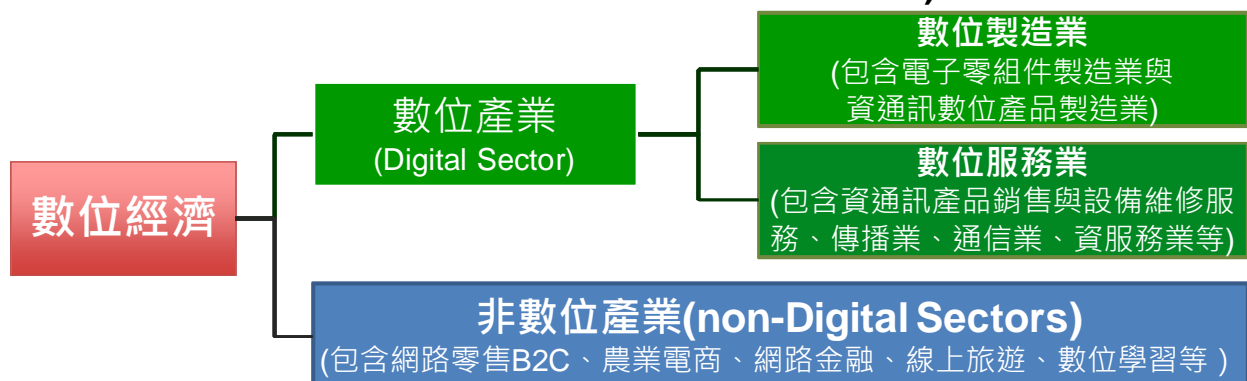 數位經濟
數位產業
(Digital Sector)
數位製造業
(包含電子零組件製造業與
資通訊數位產品製造業)
數位服務業
(包含資通訊產品銷售與設備維修服
務、傳播業、通信業、資服務業等)
非數位產業(non-Digital Sectors)
(包含網路零售B2C、農業電商、網路金融、線上旅遊、數位學習等)